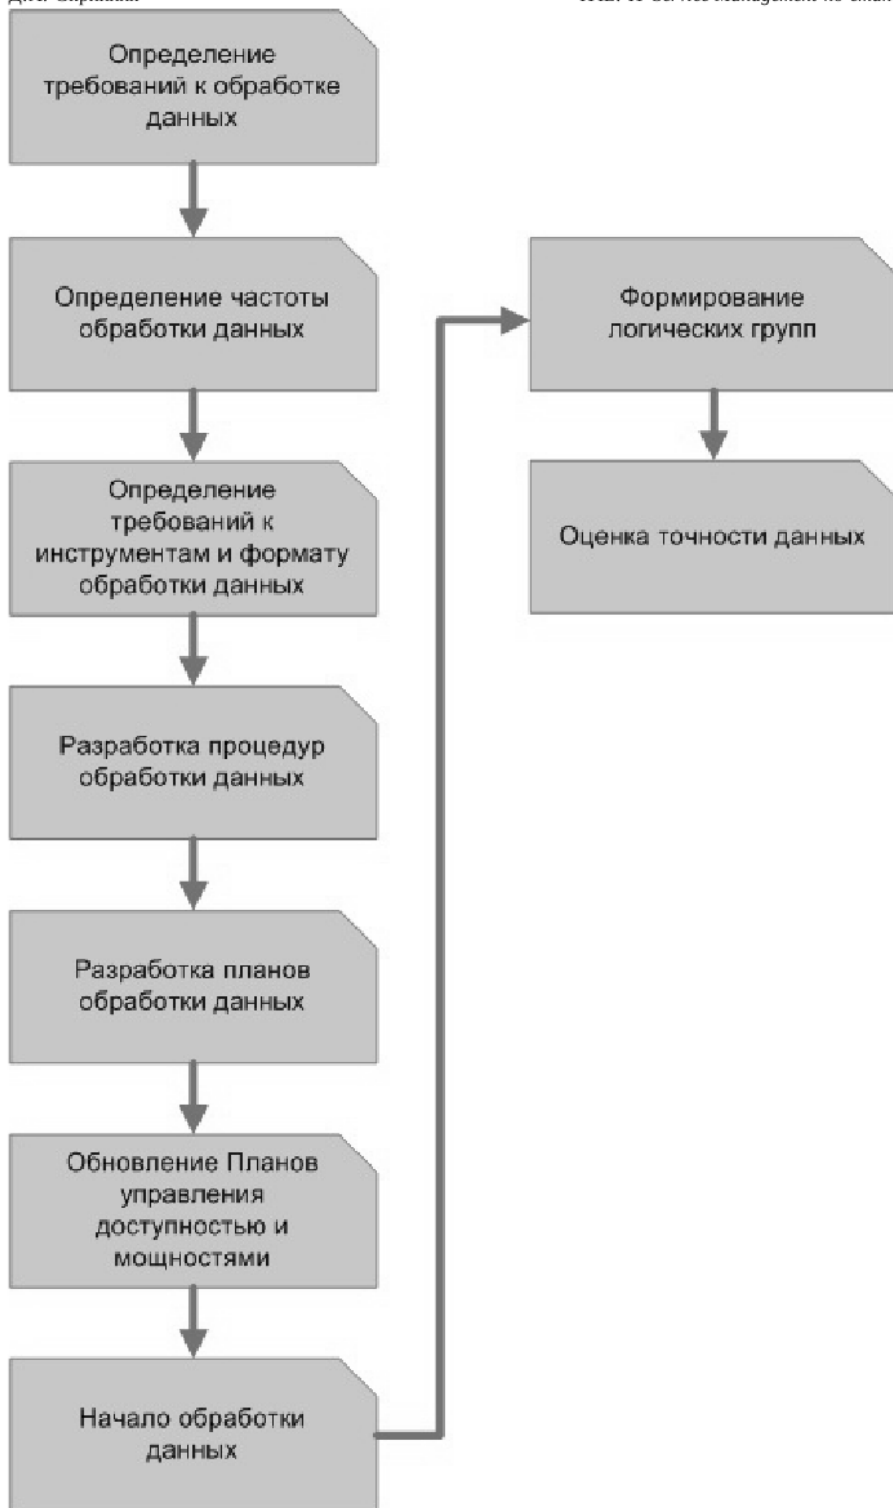 Определение
требований к обработке
данных
Определение частоты
обработки данных
Определение
требований к
инструментам и формату
обработки данных
Разработка процедур
обработки данных
Разработка планов
обработки данных
Обновление Планов
управления
доступностью и
мощностями
Начало обработки
данных
Формирование
логических групп
Оценка точности данных